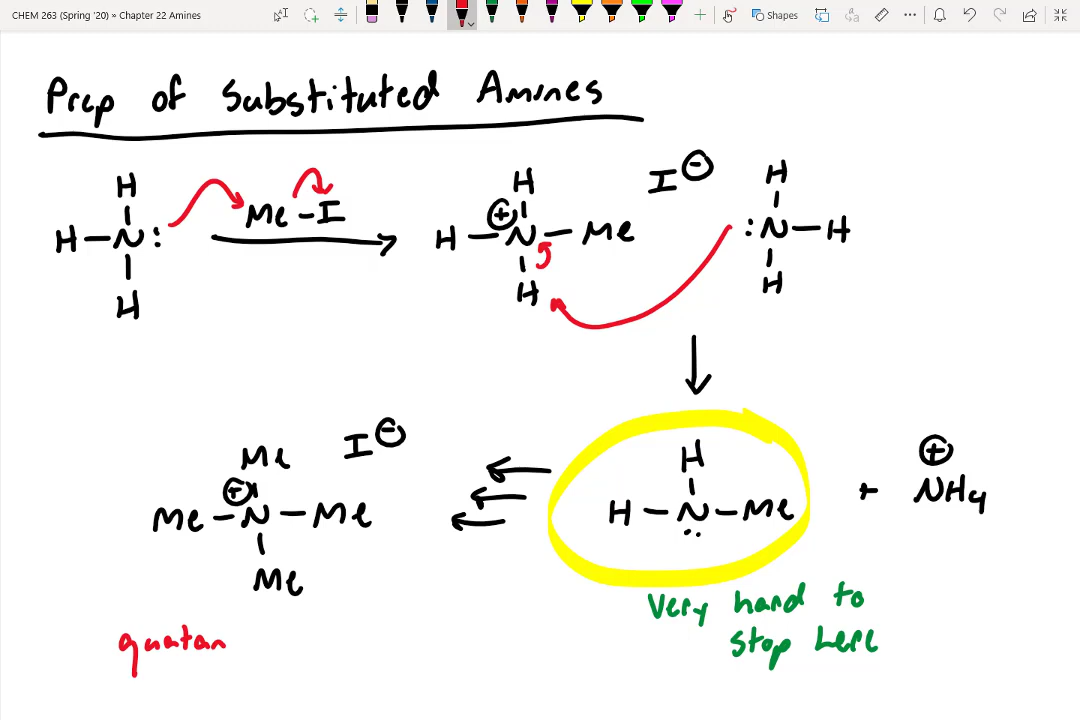 CHEM 263 (Spring '20) » Chapter 22 Amines
Shapes
Prep of Substituted Amines
H
H–N:
H
Me–I
H
⊕
H–N–Me
H
I⊖
H
:N–H
H
Me
I⊖
⊕
Me–N–Me
Me
H
H–N–Me
..
+
⊕
NH4
Very hard to
stop here
quatan